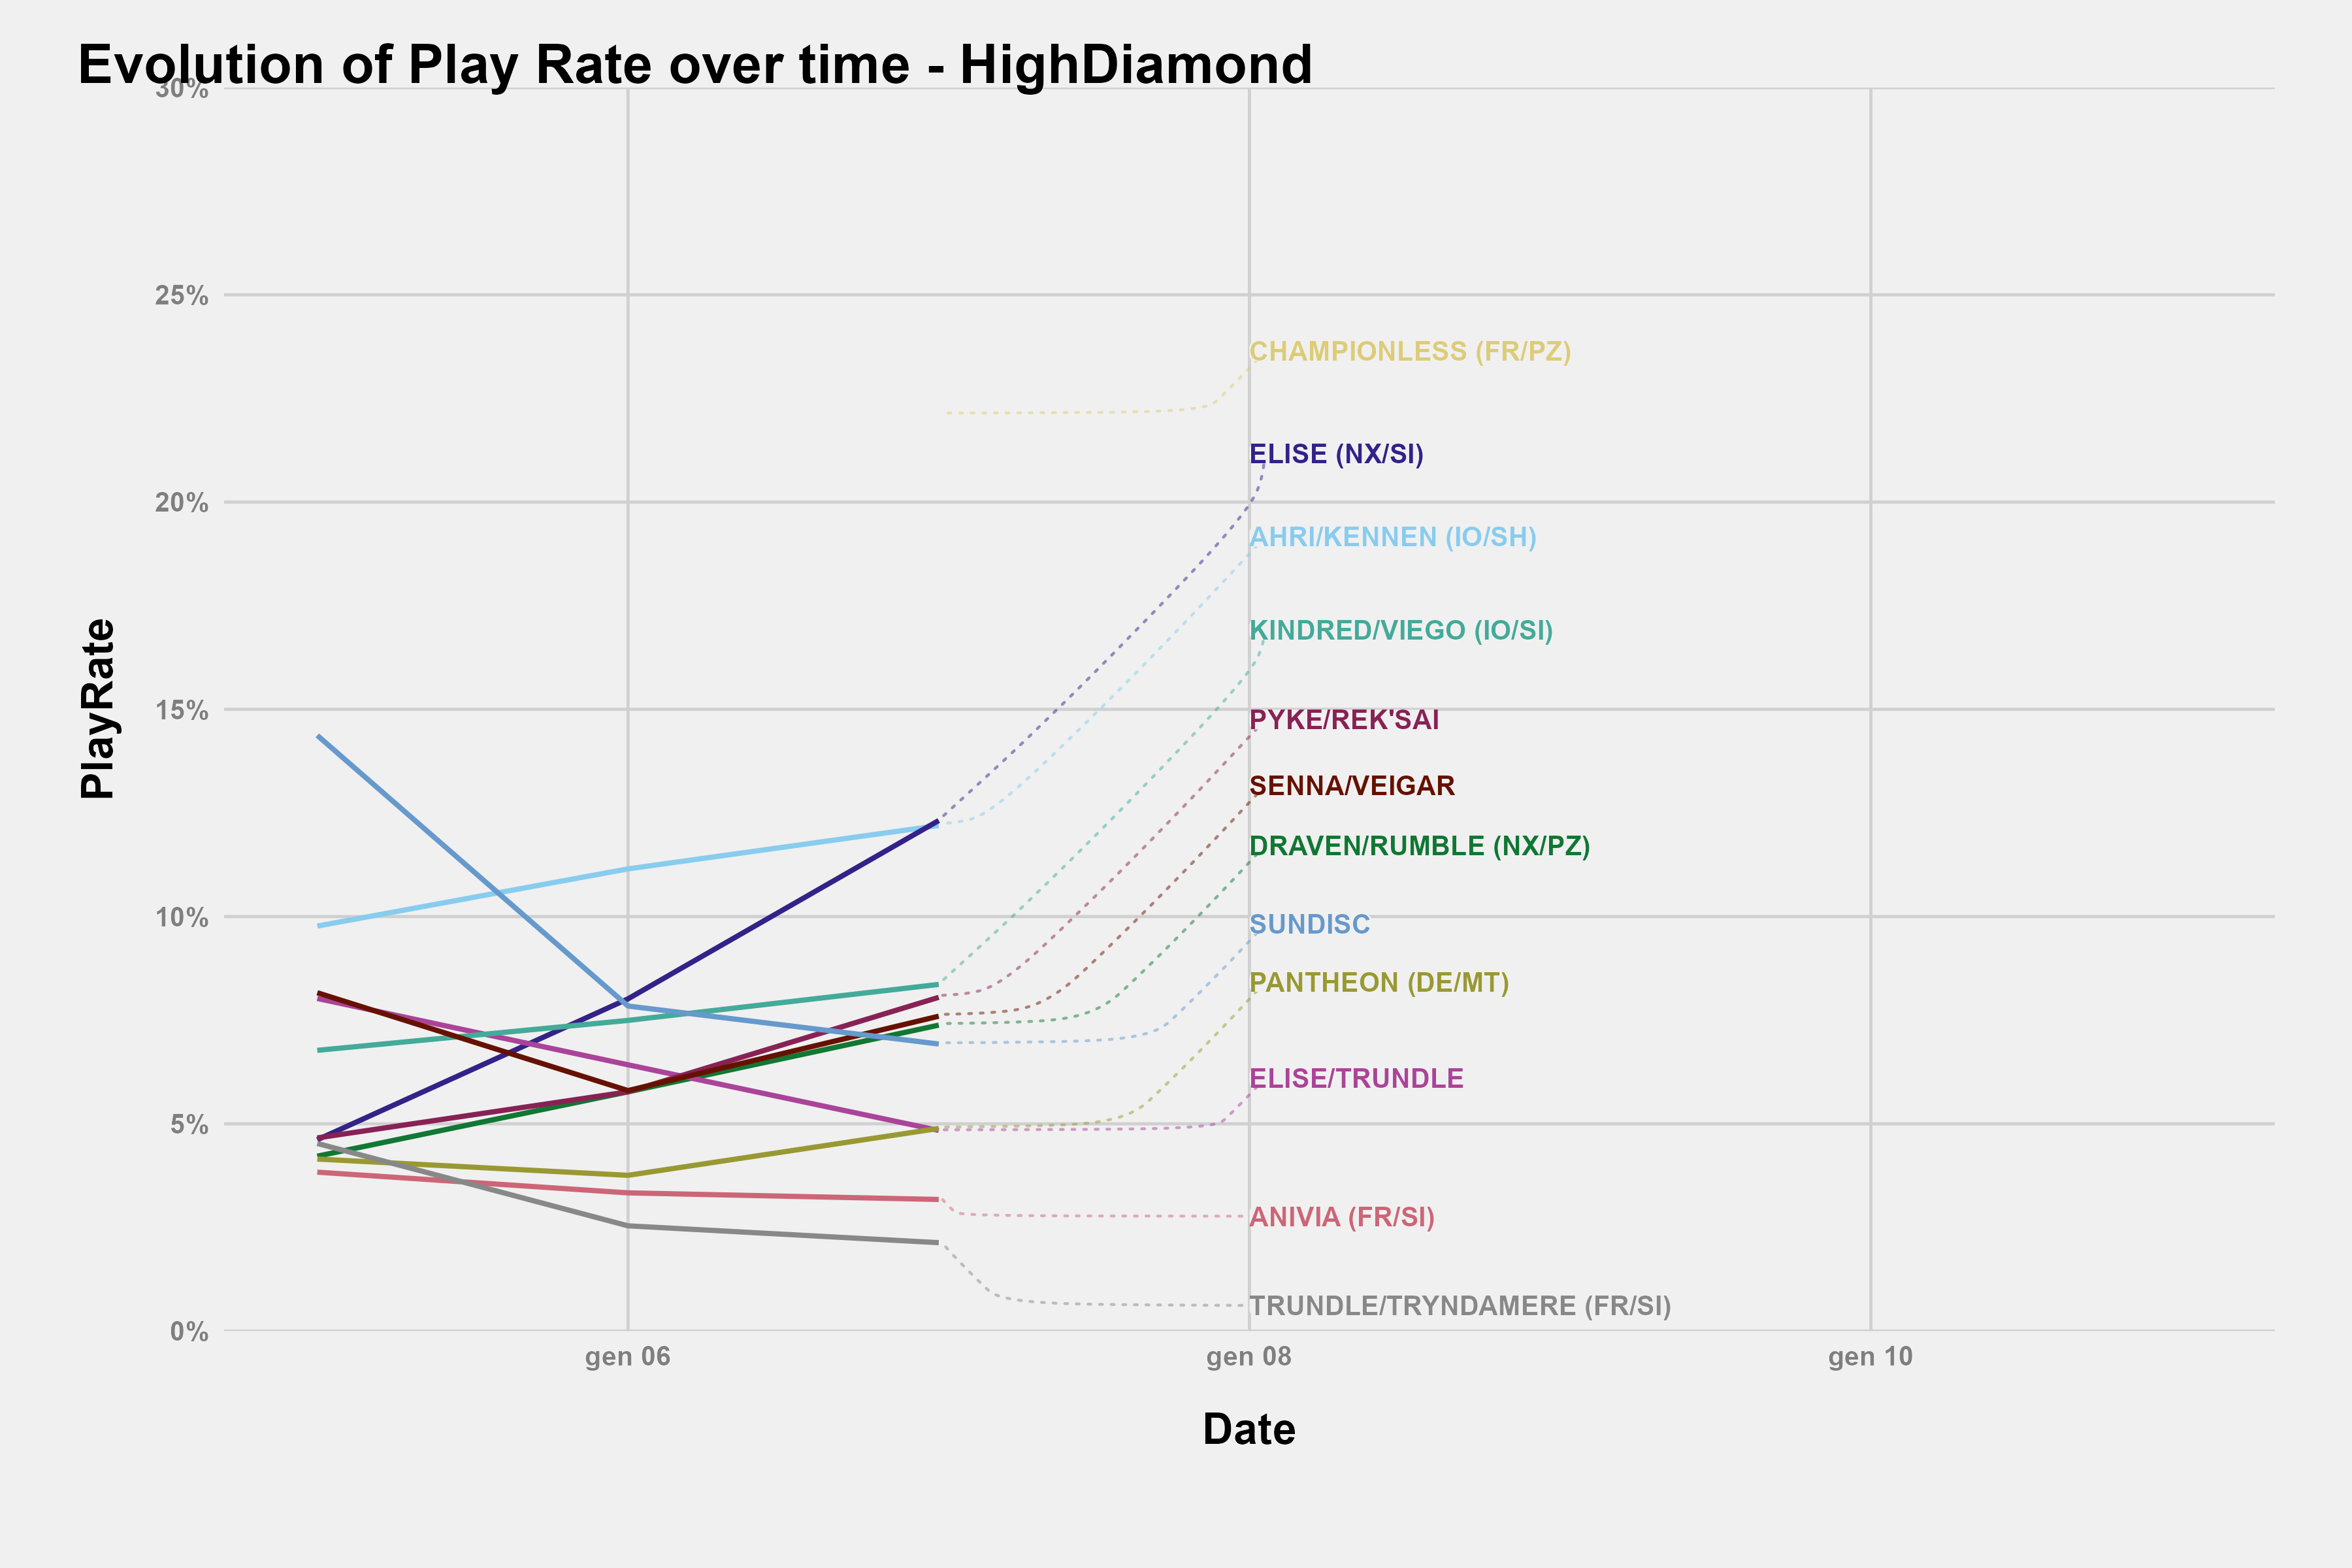 Evolution of Play Rate over time - HighDiamond
30%
25%
20%
15%
10%
5%
0%
PlayRate
CHAMPIONLESS (FR/PZ)
ELISE (NX/SI)
AHRI/KENNEN (IO/SH)
KINDRED/VIEGO (IO/SI)
PYKE/REK'SAI
SENNA/VEIGAR
DRAVEN/RUMBLE (NX/PZ)
SUNDISC
PANTHEON (DE/MT)
ELISE/TRUNDLE
ANIVIA (FR/SI)
TRUNDLE/TRYNDAMERE (FR/SI)
gen 06
gen 08
gen 10
Date